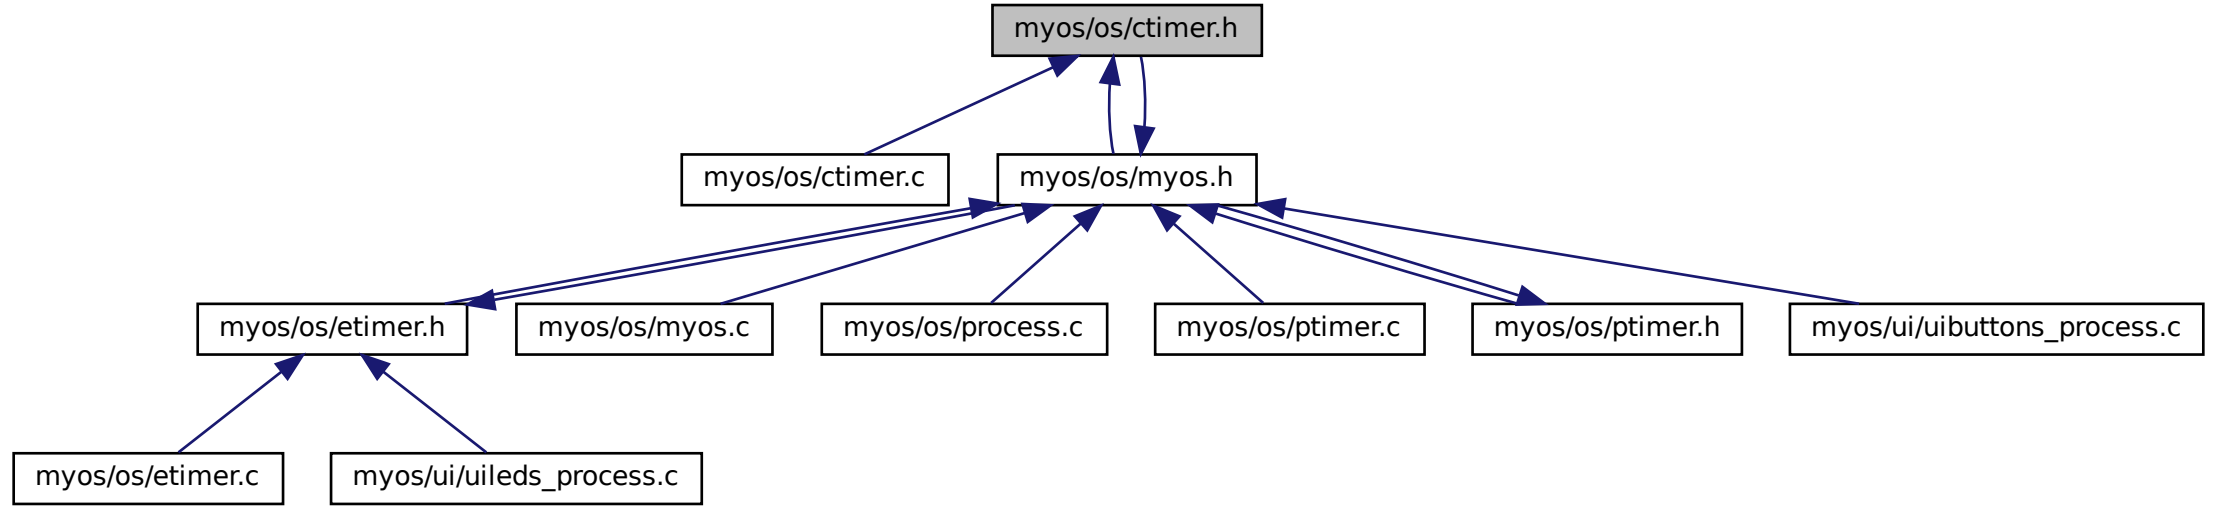 myos/os/ctimer.h
myos/os/ctimer.c
myos/os/myos.h
myos/os/etimer.h
myos/os/myos.c
myos/os/process.c
myos/os/ptimer.c
myos/os/ptimer.h
myos/ui/uibuttons_process.c
myos/os/etimer.c
myos/ui/uileds_process.c